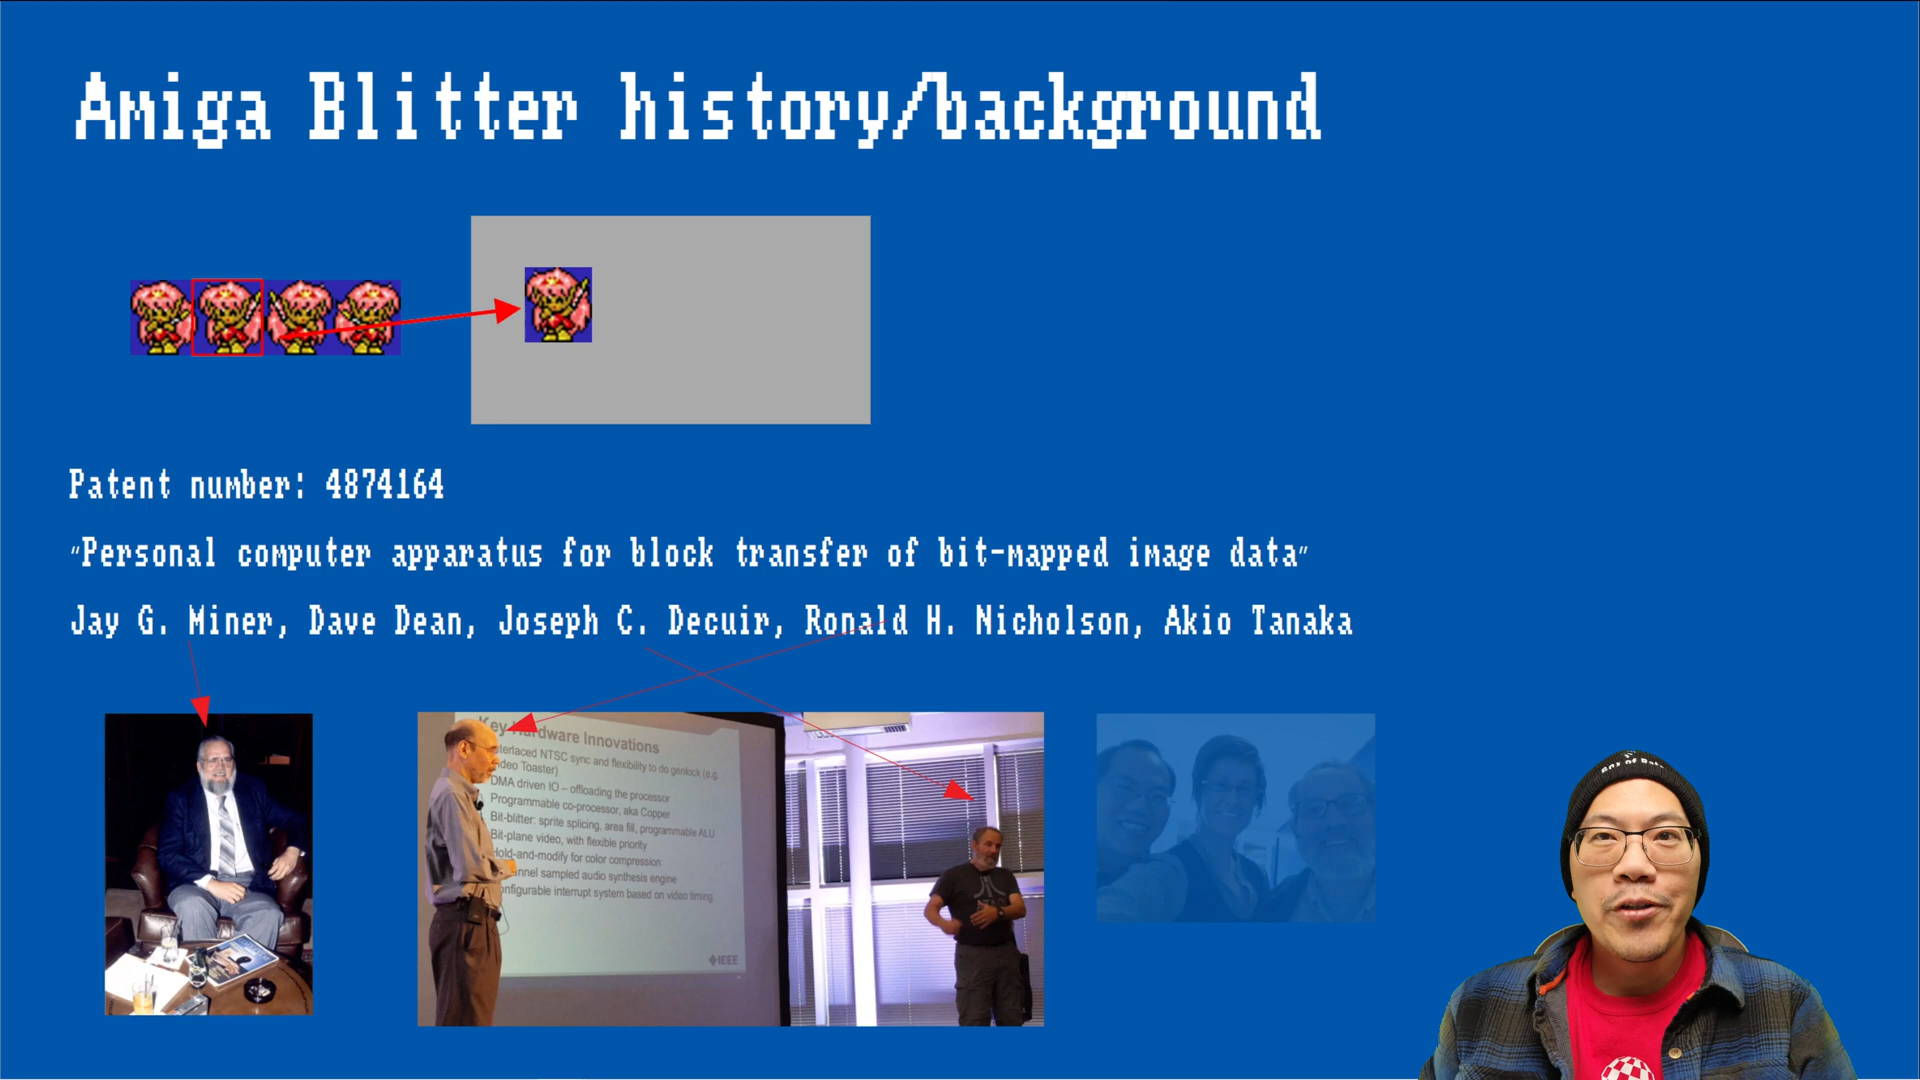 Amiga Blitter history/background
Patent number: 4874164
"Personal computer apparatus for block transfer of bit-mapped image data"
Jay G. Miner, Dave Dean, Joseph C. Decuir, Ronald H. Nicholson, Akio Tanaka
Key Hardware Innovations
nterlaced NTSC sync and flexibility to do genlock (e.g.
ideo Toaster)
DMA driven IO – offloading the processor
Programmable co-processor, aka Copper
Bit-blitter: sprite splicing, area fill, programmable ALU
Bit-plane video, with flexible priority
Hold-and-modify for color compression
annel sampled audio synthesis engine
onfigurable interrupt system based on video timing
IEEE